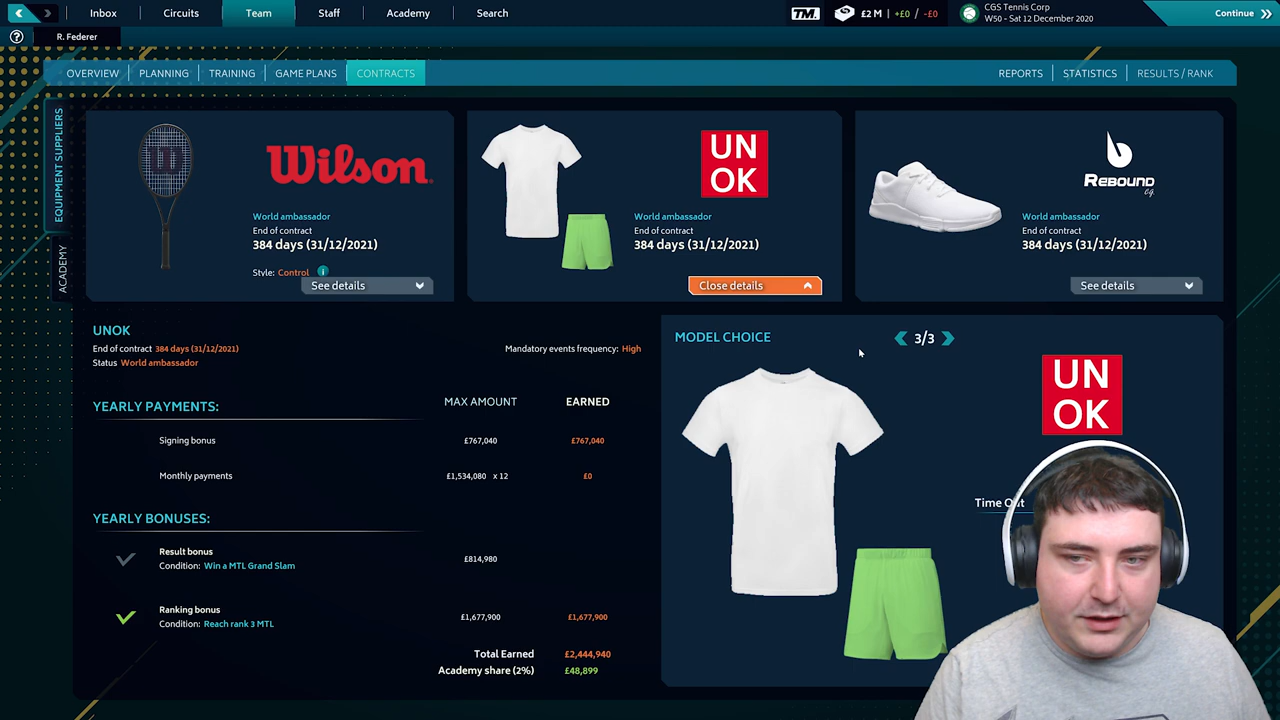 Inbox
Circuits
Team
Staff
Academy
Search
TM.
£2 M | +£0 / -£0
CGS Tennis Corp
W50 - Sat 12 December 2020
Continue
R. Federer
OVERVIEW
PLANNING
TRAINING
GAME PLANS
CONTRACTS
REPORTS
STATISTICS
RESULTS / RANK
EQUIPMENT SUPPLIERS
ACADEMY
Wilson
World ambassador
End of contract
384 days (31/12/2021)
Style: Control i
See details
UN
OK
World ambassador
End of contract
384 days (31/12/2021)
Close details
REBOUND
World ambassador
End of contract
384 days (31/12/2021)
See details
UNOK
End of contract 384 days (31/12/2021)
Status World ambassador
Mandatory events frequency: High
YEARLY PAYMENTS:
MAX AMOUNT
EARNED
Signing bonus
£767,040
£767,040
Monthly payments
£1,534,080 x 12
£0
YEARLY BONUSES:
Result bonus
Condition: Win a MTL Grand Slam
£814,980
Ranking bonus
Condition: Reach rank 3 MTL
£1,677,900
£1,677,900
Total Earned
£2,444,940
Academy share (2%)
£48,899
MODEL CHOICE
3/3
UN
OK
Time Out